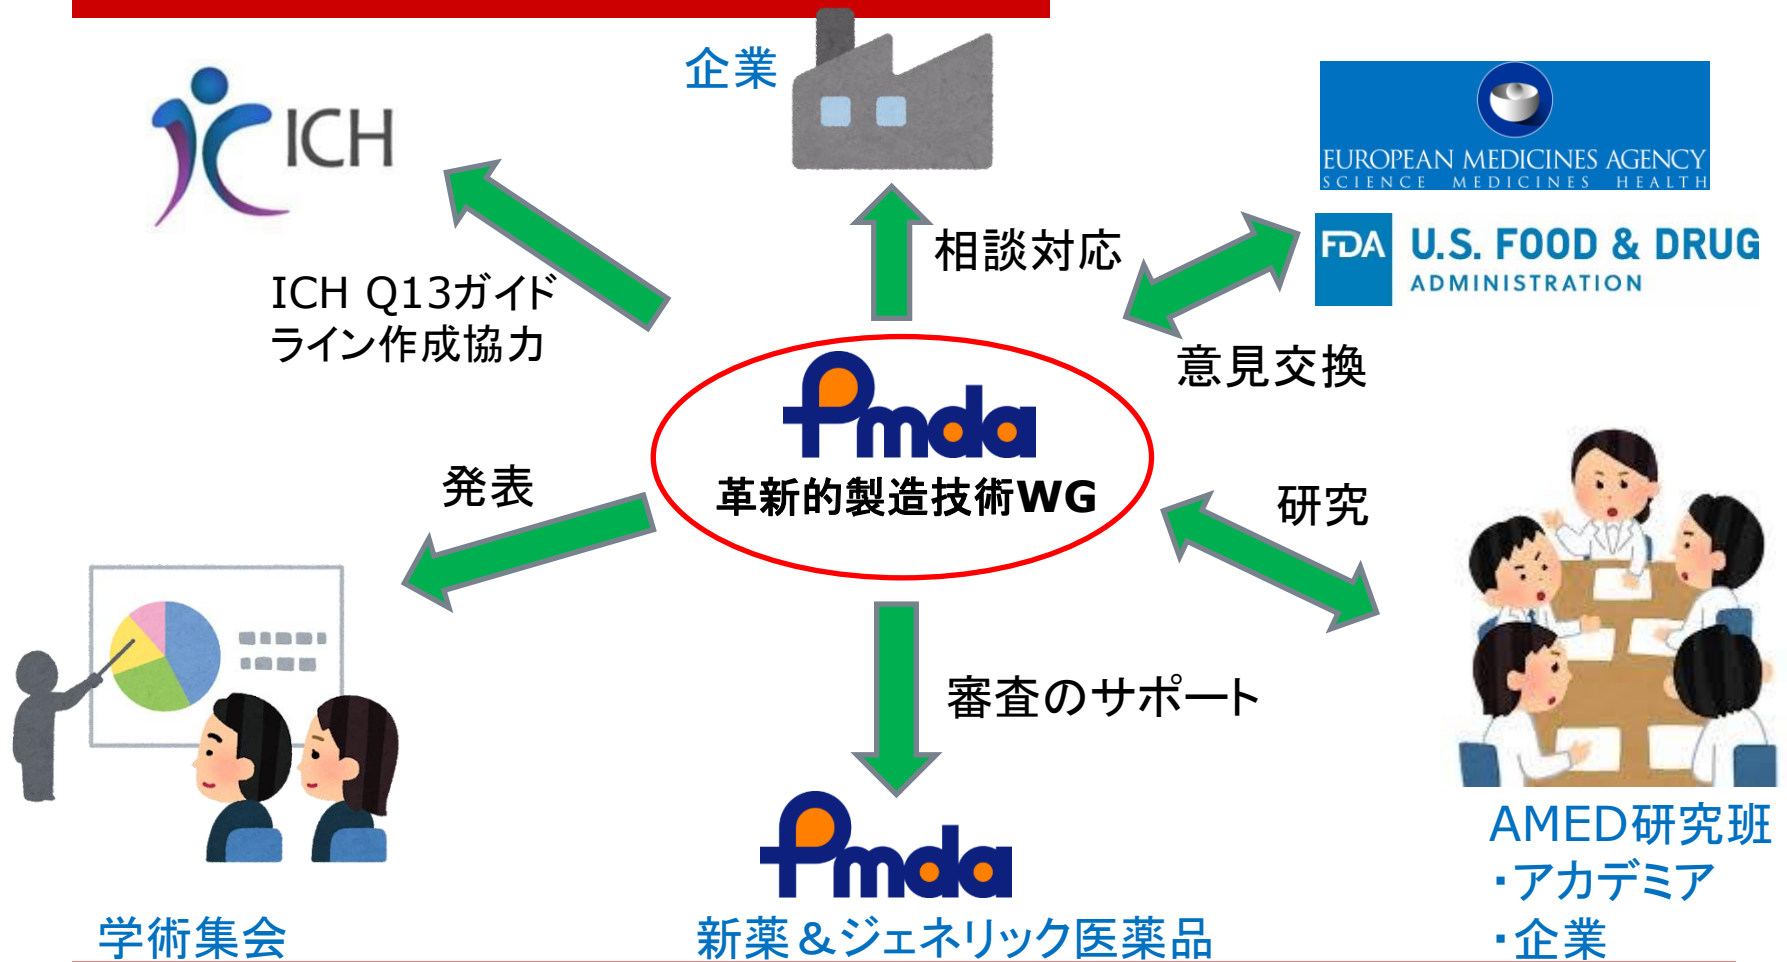 企業
ICH
EUROPEAN MEDICINES AGENCY
SCIENCE MEDICINES HEALTH
FDA U.S. FOOD & DRUG
ADMINISTRATION
相談対応
ICH Q13ガイド
ライン作成協力
意見交換
Pmda
革新的製造技術WG
発表
研究
審査のサポート
Pmda
新薬＆ジェネリック医薬品
学術集会
AMED研究班
・アカデミア
・企業